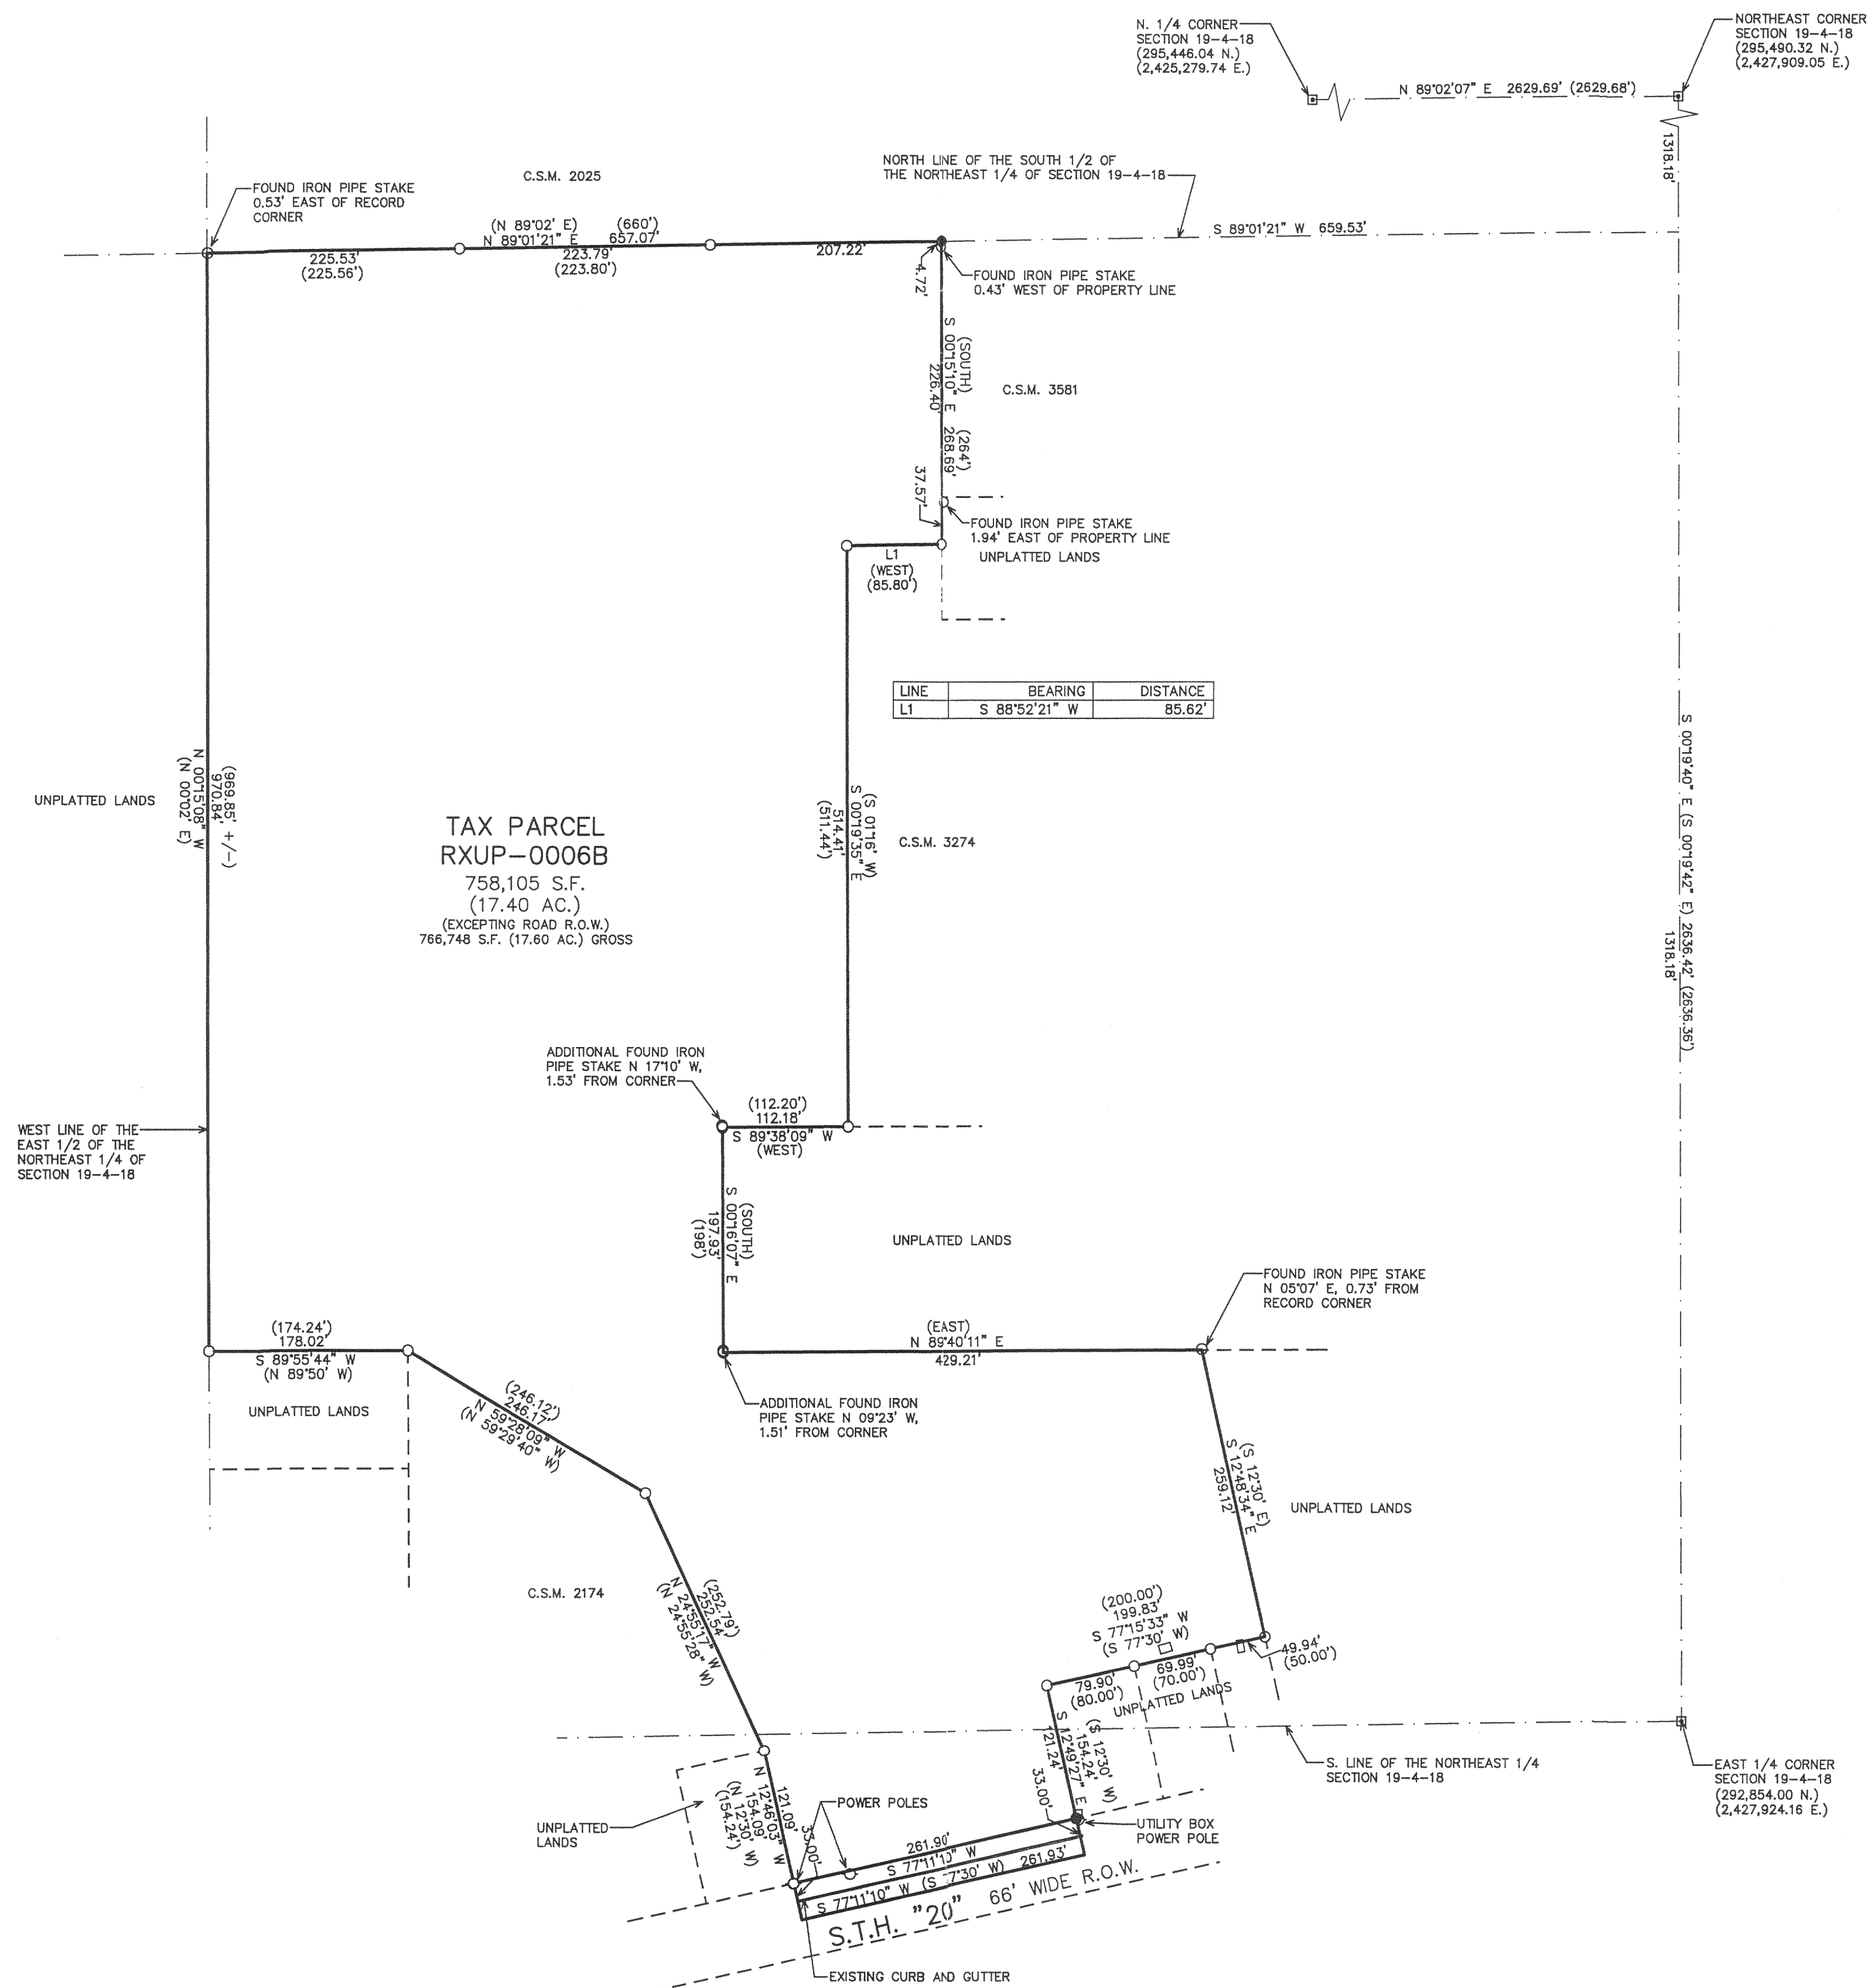 N. 1/4 CORNER
SECTION 19-4-18
(295,446.04 N.)
(2,425,279.74 E.)
NORTHEAST CORNER
SECTION 19-4-18
(295,490.32 N.)
(2,427,909.05 E.)
N 89°02'07" E 2629.69' (2629.68')
1318.18'
NORTH LINE OF THE SOUTH 1/2 OF
THE NORTHEAST 1/4 OF SECTION 19-4-18
C.S.M. 2025
FOUND IRON PIPE STAKE
0.53' EAST OF RECORD
CORNER
(N 89°02' E) (660')
N 89°01'21" E 657.07'
S 89°01'21" W 659.53'
225.53'
(225.56')
223.79'
(223.80')
207.22'
4.72'
FOUND IRON PIPE STAKE
0.43' WEST OF PROPERTY LINE
(SOUTH) (264')
S 00°15'10" E 268.69'
226.40'
C.S.M. 3581
37.57'
FOUND IRON PIPE STAKE
1.94' EAST OF PROPERTY LINE
UNPLATTED LANDS
L1
(WEST)
(85.80')
LINE BEARING DISTANCE
L1 S 88°52'21" W 85.62'
(969.85' +/-)
970.84'
N 00°15'08" W
(N 00°02' E)
UNPLATTED LANDS
TAX PARCEL
RXUP-0006B
758,105 S.F.
(17.40 AC.)
(EXCEPTING ROAD R.O.W.)
766,748 S.F. (17.60 AC.) GROSS
(S 01°16' W)
S 00°19'35" E
514.41'
(511.44')
C.S.M. 3274
S 00°19'40" E (S 00°19'42" E) 2636.42' (2636.36')
1318.18'
ADDITIONAL FOUND IRON
PIPE STAKE N 17°10' W,
1.53' FROM CORNER
(112.20')
112.18'
S 89°38'09" W
(WEST)
WEST LINE OF THE
EAST 1/2 OF THE
NORTHEAST 1/4 OF
SECTION 19-4-18
(SOUTH)
S 00°16'07" E
197.93'
(198')
UNPLATTED LANDS
FOUND IRON PIPE STAKE
N 05°07' E, 0.73' FROM
RECORD CORNER
(174.24')
178.02'
S 89°55'44" W
(N 89°50' W)
(EAST)
N 89°40'11" E
429.21'
UNPLATTED LANDS
(246.12')
246.17'
N 59°28'09" W
(N 59°29'40" W)
ADDITIONAL FOUND IRON
PIPE STAKE N 09°23' W,
1.51' FROM CORNER
(S 12°30' E)
S 12°48'34" E
259.12'
UNPLATTED LANDS
C.S.M. 2174
(252.79')
252.54'
N 24°55'17" W
(N 24°55'28" W)
(200.00')
199.83'
S 77°15'33" W
(S 77°30' W)
49.94'
(50.00')
69.99'
(70.00')
79.90'
(80.00')
UNPLATTED LANDS
(S 12°30' W)
154.24'
S 12°49'27" E
121.24'
33.00'
S. LINE OF THE NORTHEAST 1/4
SECTION 19-4-18
EAST 1/4 CORNER
SECTION 19-4-18
(292,854.00 N.)
(2,427,924.16 E.)
121.09'
N 12°46'03" W
154.09'
(N 12°30' W)
(154.24')
33.00'
POWER POLES
UNPLATTED
LANDS
UTILITY BOX
POWER POLE
261.90'
S 77°11'10" W
S 77°11'10" W (S 77°30' W) 261.93'
S.T.H. "20" 66' WIDE R.O.W.
EXISTING CURB AND GUTTER